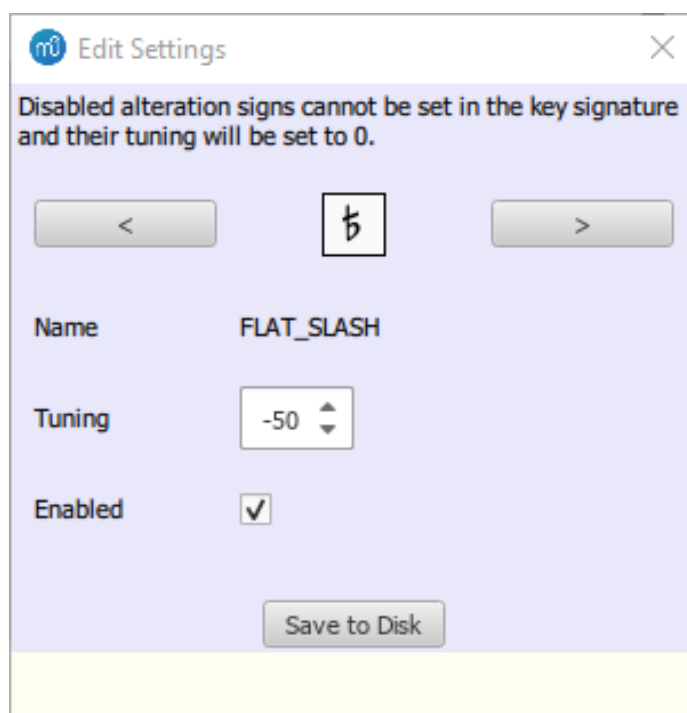 Edit Settings
Disabled alteration signs cannot be set in the key signature
and their tuning will be set to 0.
< >
Name FLAT_SLASH
Tuning -50
Enabled
Save to Disk